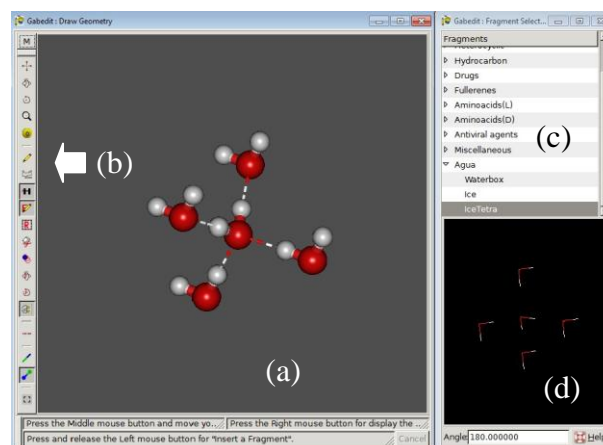 Gabedit : Draw Geometry
M
(b)
(a)
Press the Middle mouse button and move yo..
Press the Right mouse button for display the ..
Press and release the Left mouse button for "Insert a Fragment".
Cancel
Gabedit : Fragment Select..
Fragments
Heterocyclic
Hydrocarbon
Drugs
Fullerenes
Aminoacids(L)
Aminoacids(D)
Antiviral agents
Miscellaneous
Agua
Waterbox
Ice
IceTetra
(c)
(d)
Angle:
180.000000
Help